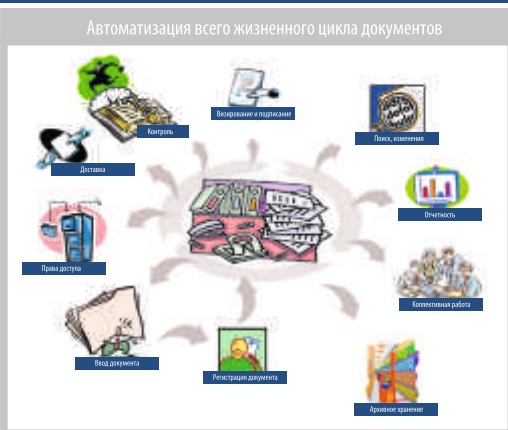 Автоматизация всего жизненного цикла документов
Визирование и подписание
Контроль
Поиск, изменения
Доставка
Отчетность
Права доступа
Коллективная работа
Ввод документа
Регистрация документа
Архивное хранение